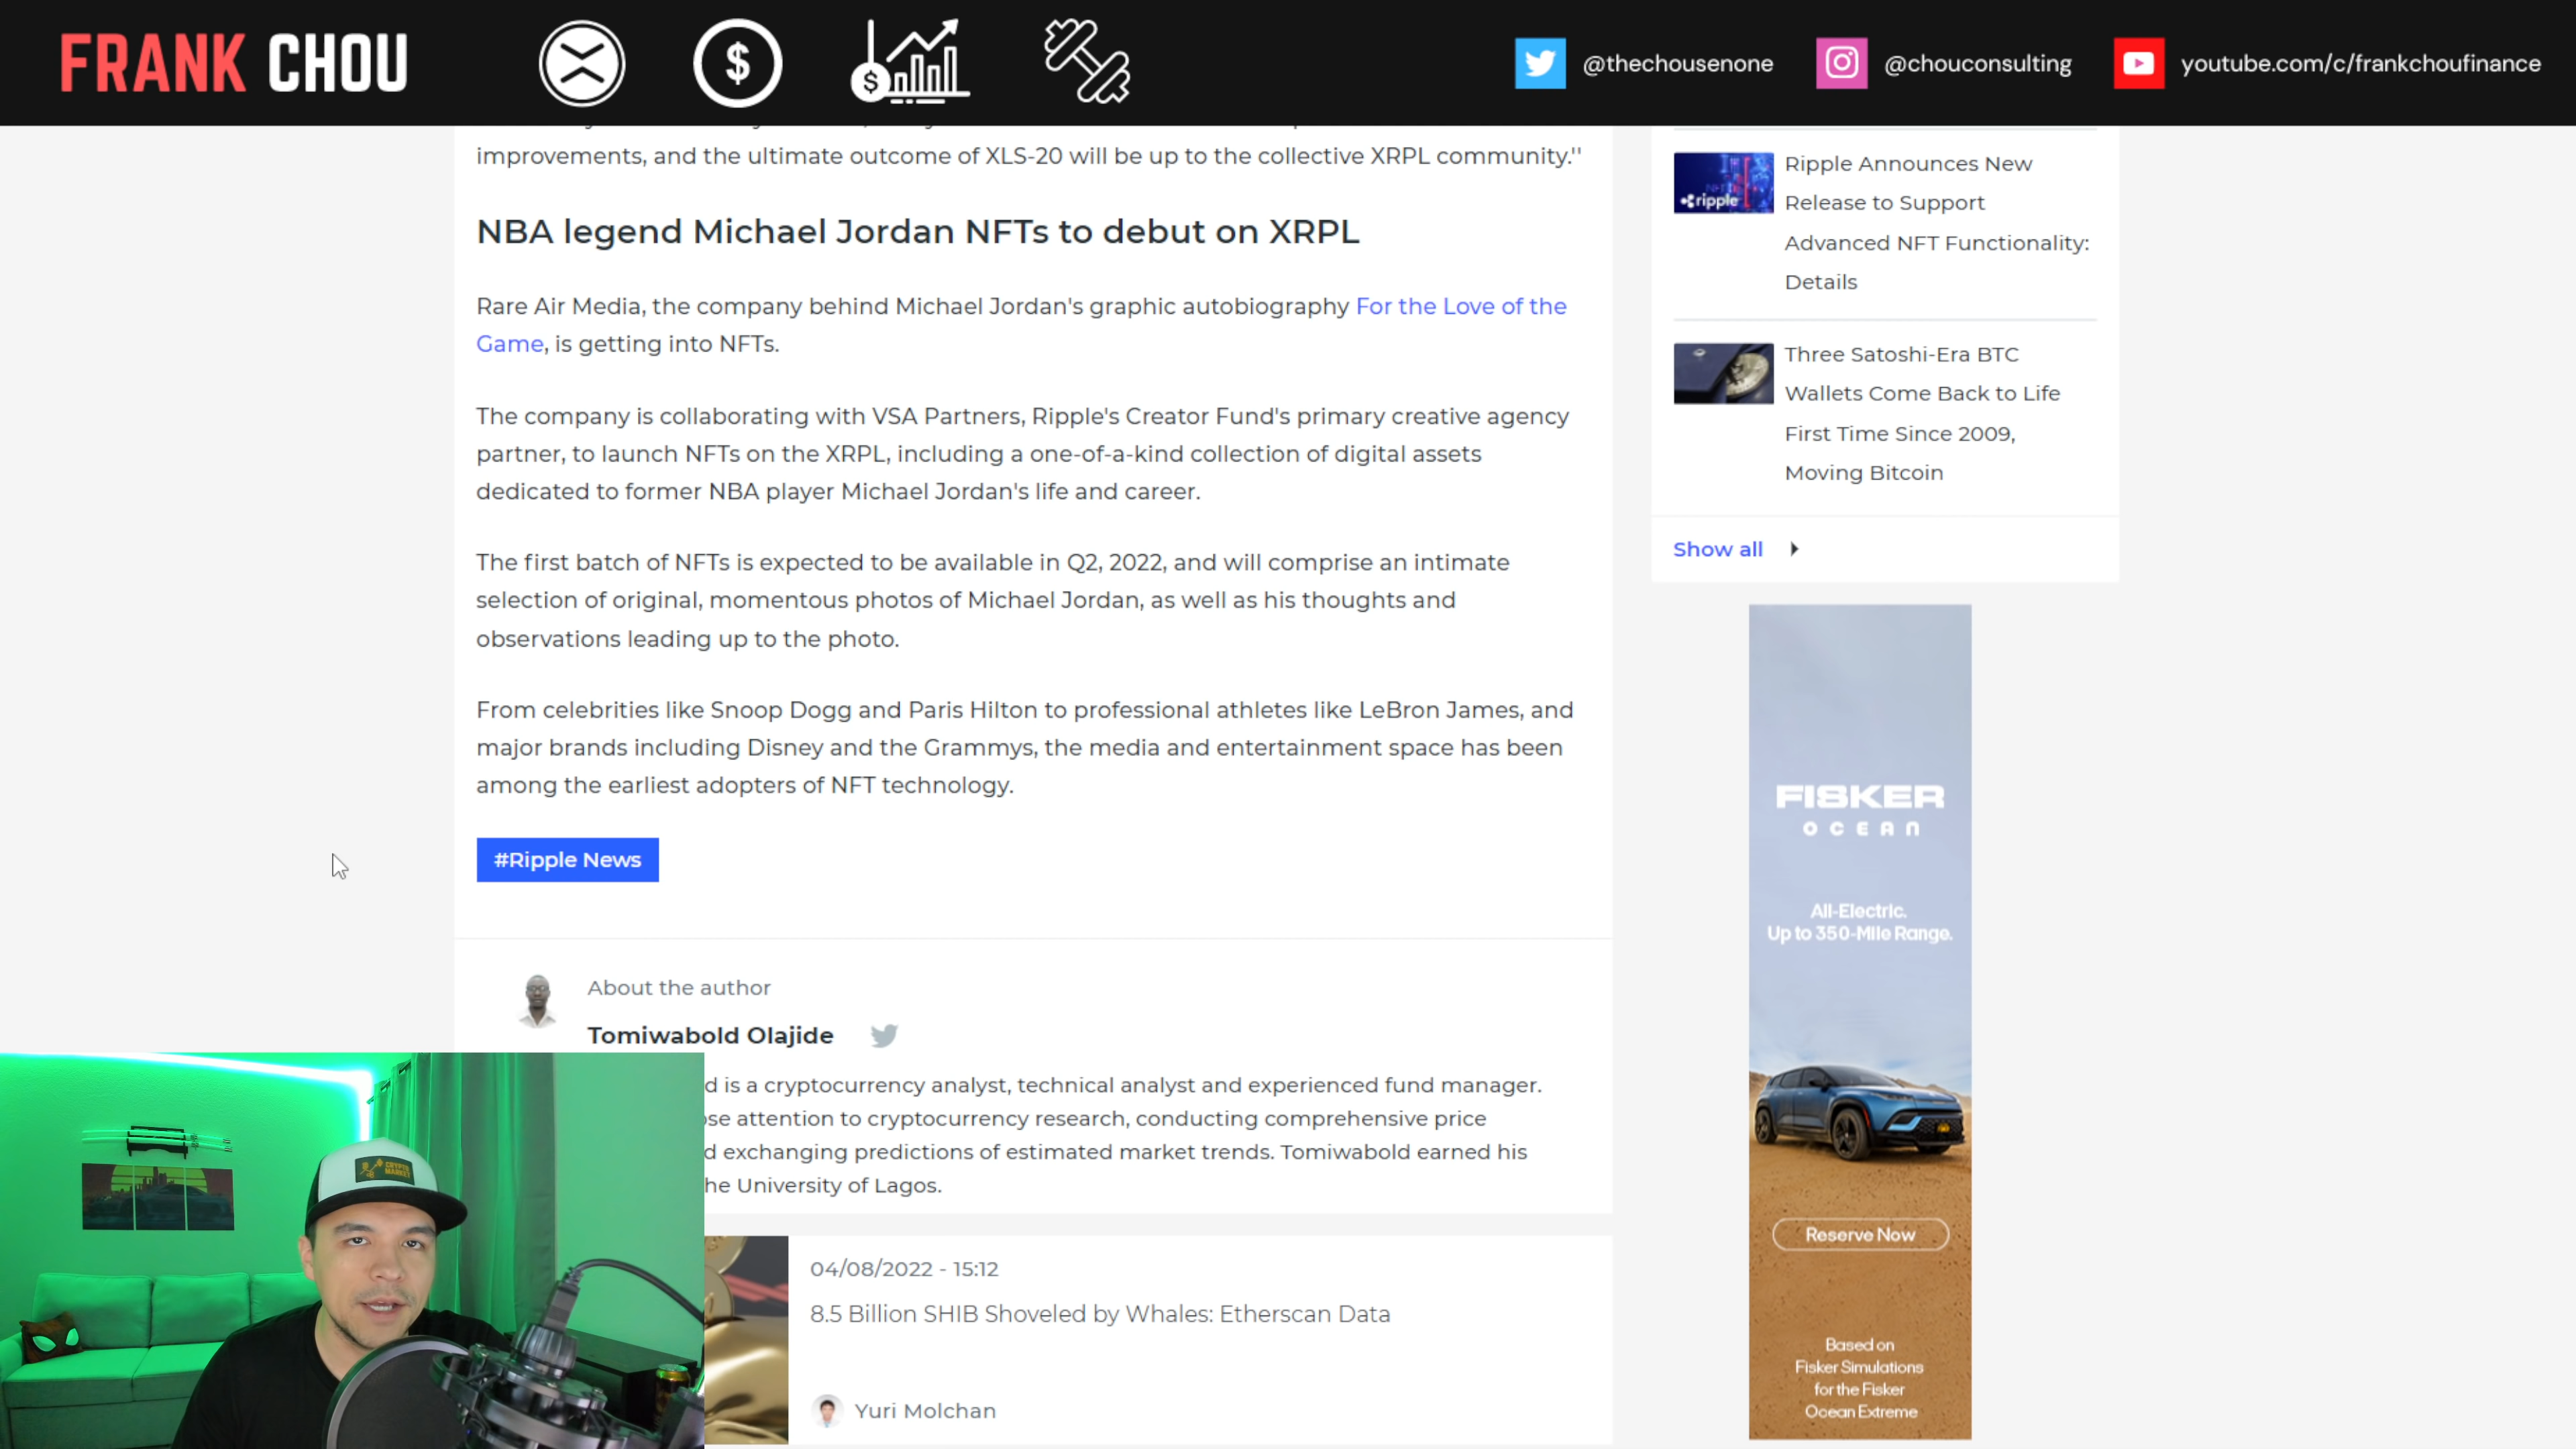 FRANK CHOU
@thechousenone
@chouconsulting
youtube.com/c/frankchoufinance
improvements, and the ultimate outcome of XLS-20 will be up to the collective XRPL community.''
NBA legend Michael Jordan NFTs to debut on XRPL
Rare Air Media, the company behind Michael Jordan's graphic autobiography For the Love of the
Game, is getting into NFTs.
The company is collaborating with VSA Partners, Ripple's Creator Fund's primary creative agency
partner, to launch NFTs on the XRPL, including a one-of-a-kind collection of digital assets
dedicated to former NBA player Michael Jordan's life and career.
The first batch of NFTs is expected to be available in Q2, 2022, and will comprise an intimate
selection of original, momentous photos of Michael Jordan, as well as his thoughts and
observations leading up to the photo.
From celebrities like Snoop Dogg and Paris Hilton to professional athletes like LeBron James, and
major brands including Disney and the Grammys, the media and entertainment space has been
among the earliest adopters of NFT technology.
#Ripple News
About the author
Tomiwabold Olajide
d is a cryptocurrency analyst, technical analyst and experienced fund manager.
se attention to cryptocurrency research, conducting comprehensive price
d exchanging predictions of estimated market trends. Tomiwabold earned his
he University of Lagos.
04/08/2022 - 15:12
8.5 Billion SHIB Shoveled by Whales: Etherscan Data
Yuri Molchan
ripple
Ripple Announces New
Release to Support
Advanced NFT Functionality:
Details
Three Satoshi-Era BTC
Wallets Come Back to Life
First Time Since 2009,
Moving Bitcoin
Show all
FISKER
OCEAN
All-Electric.
Up to 350-Mile Range.
Reserve Now
Based on
Fisker Simulations
for the Fisker
Ocean Extreme
CRYPTO
MARKET